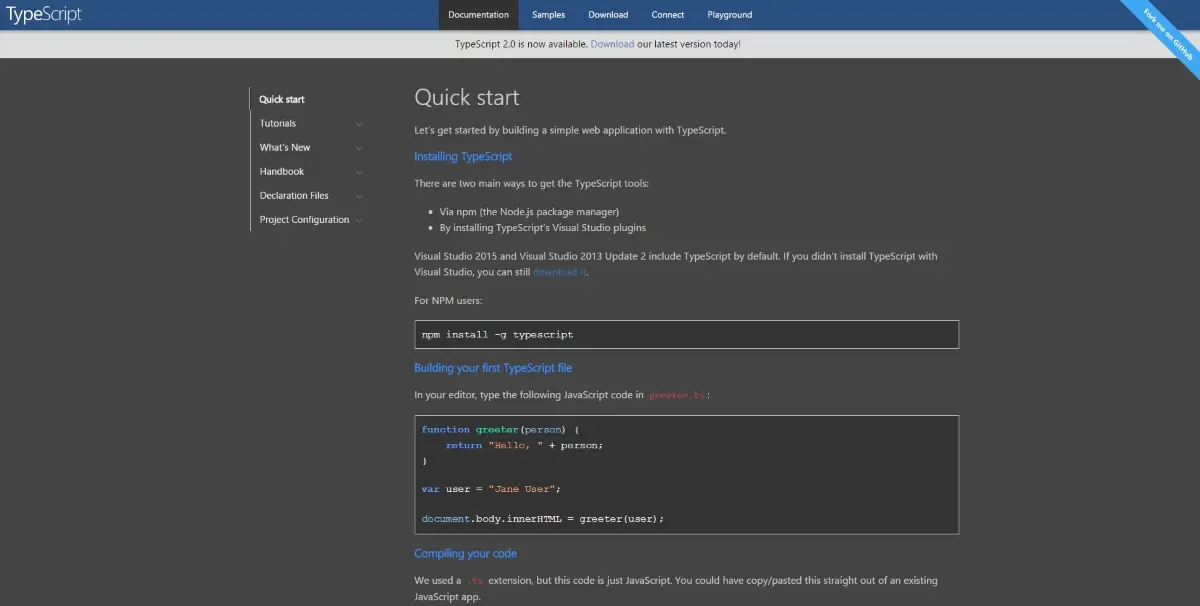 TypeScript
Documentation
Samples
Download
Connect
Playground
Fork me on GitHub
TypeScript 2.0 is now available. Download our latest version today!
Quick start
Tutorials
What's New
Handbook
Declaration Files
Project Configuration
Quick start
Let's get started by building a simple web application with TypeScript.
Installing TypeScript
There are two main ways to get the TypeScript tools:
• Via npm (the Node.js package manager)
• By installing TypeScript's Visual Studio plugins
Visual Studio 2015 and Visual Studio 2013 Update 2 include TypeScript by default. If you didn't install TypeScript with
Visual Studio, you can still download it.
For NPM users:
npm install -g typescript
Building your first TypeScript file
In your editor, type the following JavaScript code in greeter.ts:
function greeter(person) {
    return "Hello, " + person;
}
var user = "Jane User";
document.body.innerHTML = greeter(user);
Compiling your code
We used a .ts extension, but this code is just JavaScript. You could have copy/pasted this straight out of an existing
JavaScript app.